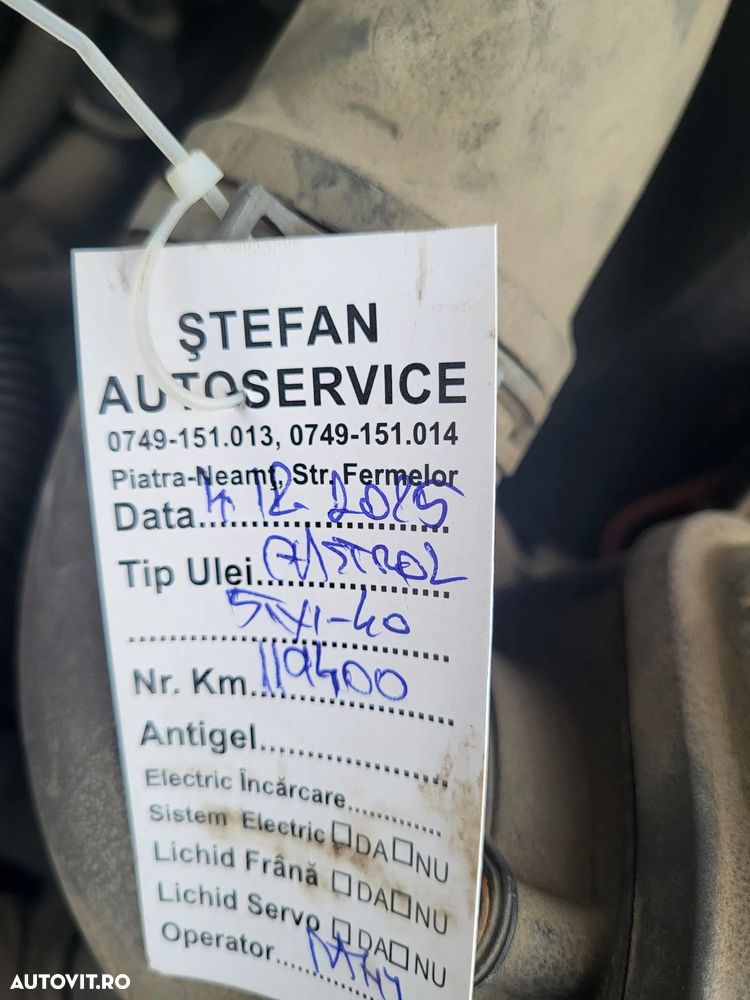 ŞTEFAN
AUTOSERVICE
0749-151.013, 0749-151.014
Piatra-Neamţ, Str. Fermelor
Data 4 12 2025
Tip Ulei CASTROL
-40
Nr. Km. 119400
Antigel
Electric Încărcare
Sistem Electric □DA□NU
Lichid Frână □DA□NU
Lichid Servo □DA□NU
Operator
AUTOVIT.RO